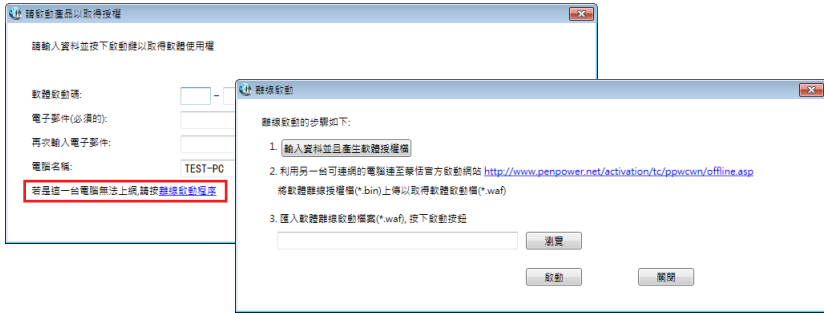 請啟動產品以取得授權
請輸入資料並按下啟動鍵以取得軟體使用權
軟體啟動碼:
-
電子郵件(必須的):
再次輸入電子郵件:
電腦名稱:
TEST-PC
若是這一台電腦無法上網,請按離線啟動程序
離線啟動
離線啟動的步驟如下:
1. 輸入資料並且產生軟體授權檔
2. 利用另一台可連網的電腦連至蒙恬官方啟動網站 http://www.penpower.net/activation/tc/ppwcwn/offline.asp
將軟體離線授權檔(*.bin)上傳以取得軟體啟動檔(*.waf)
3. 匯入軟體離線啟動檔案(*.waf), 按下啟動按鈕
瀏覽
啟動
關閉